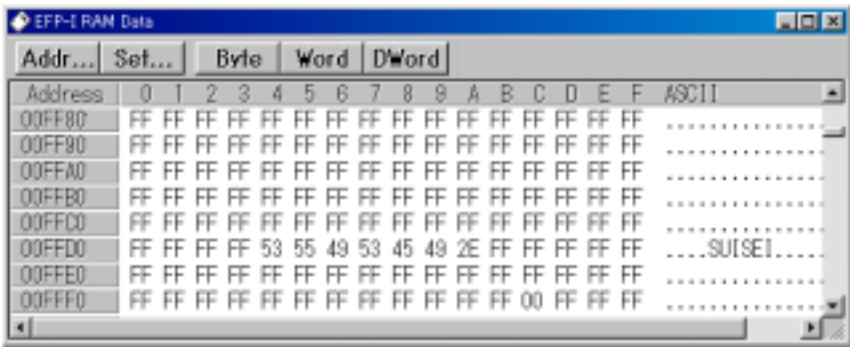 EFP-I RAM Data
Addr... Set... Byte Word DWord
Address 0 1 2 3 4 5 6 7 8 9 A B C D E F ASCII
00FF80 FF FF FF FF FF FF FF FF FF FF FF FF FF FF FF FF ................
00FF90 FF FF FF FF FF FF FF FF FF FF FF FF FF FF FF FF ................
00FFA0 FF FF FF FF FF FF FF FF FF FF FF FF FF FF FF FF ................
00FFB0 FF FF FF FF FF FF FF FF FF FF FF FF FF FF FF FF ................
00FFC0 FF FF FF FF FF FF FF FF FF FF FF FF FF FF FF FF ................
00FFD0 FF FF FF FF 53 55 49 53 45 49 2E FF FF FF FF FF ....SUISEI......
00FFE0 FF FF FF FF FF FF FF FF FF FF FF FF FF FF FF FF ................
00FFF0 FF FF FF FF FF FF FF FF FF FF FF FF 00 FF FF FF ................